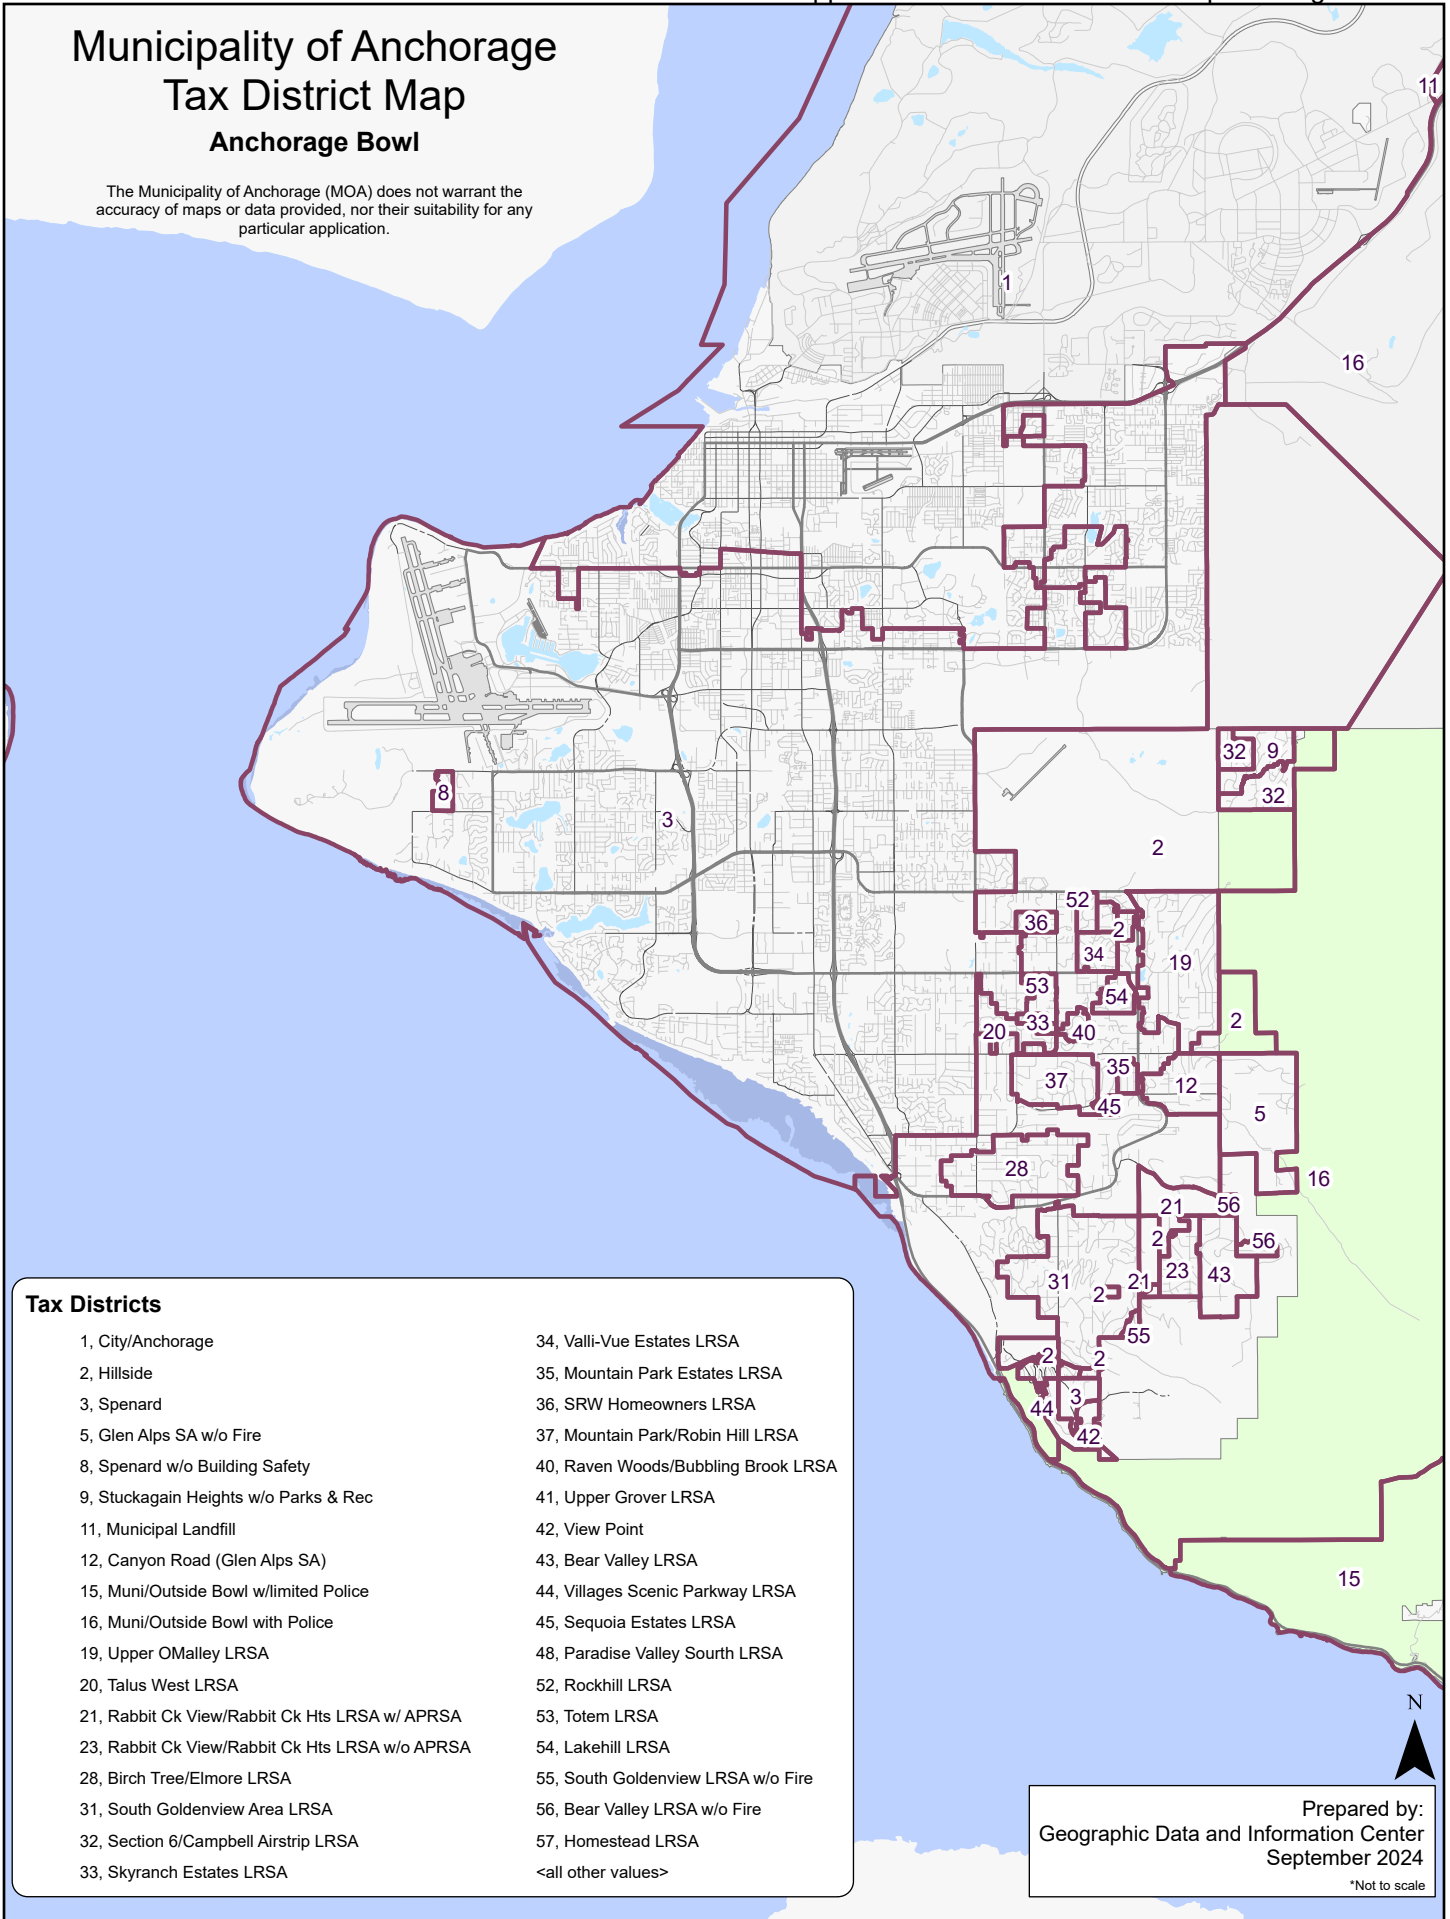 Municipality of Anchorage
Tax District Map
Anchorage Bowl
The Municipality of Anchorage (MOA) does not warrant the
accuracy of maps or data provided, nor their suitability for any
particular application.
11
1
16
32
9
32
8
3
2
52
36
2
34
19
53
54
2
33
20
40
35
37
12
45
5
28
16
21
56
2
56
31
21
23
43
2
55
2
2
3
44
42
15
Tax Districts
1, City/Anchorage
2, Hillside
3, Spenard
5, Glen Alps SA w/o Fire
8, Spenard w/o Building Safety
9, Stuckagain Heights w/o Parks & Rec
11, Municipal Landfill
12, Canyon Road (Glen Alps SA)
15, Muni/Outside Bowl w/limited Police
16, Muni/Outside Bowl with Police
19, Upper OMalley LRSA
20, Talus West LRSA
21, Rabbit Ck View/Rabbit Ck Hts LRSA w/ APRSA
23, Rabbit Ck View/Rabbit Ck Hts LRSA w/o APRSA
28, Birch Tree/Elmore LRSA
31, South Goldenview Area LRSA
32, Section 6/Campbell Airstrip LRSA
33, Skyranch Estates LRSA
34, Valli-Vue Estates LRSA
35, Mountain Park Estates LRSA
36, SRW Homeowners LRSA
37, Mountain Park/Robin Hill LRSA
40, Raven Woods/Bubbling Brook LRSA
41, Upper Grover LRSA
42, View Point
43, Bear Valley LRSA
44, Villages Scenic Parkway LRSA
45, Sequoia Estates LRSA
48, Paradise Valley Sourth LRSA
52, Rockhill LRSA
53, Totem LRSA
54, Lakehill LRSA
55, South Goldenview LRSA w/o Fire
56, Bear Valley LRSA w/o Fire
57, Homestead LRSA
<all other values>
N
Prepared by:
Geographic Data and Information Center
September 2024
*Not to scale